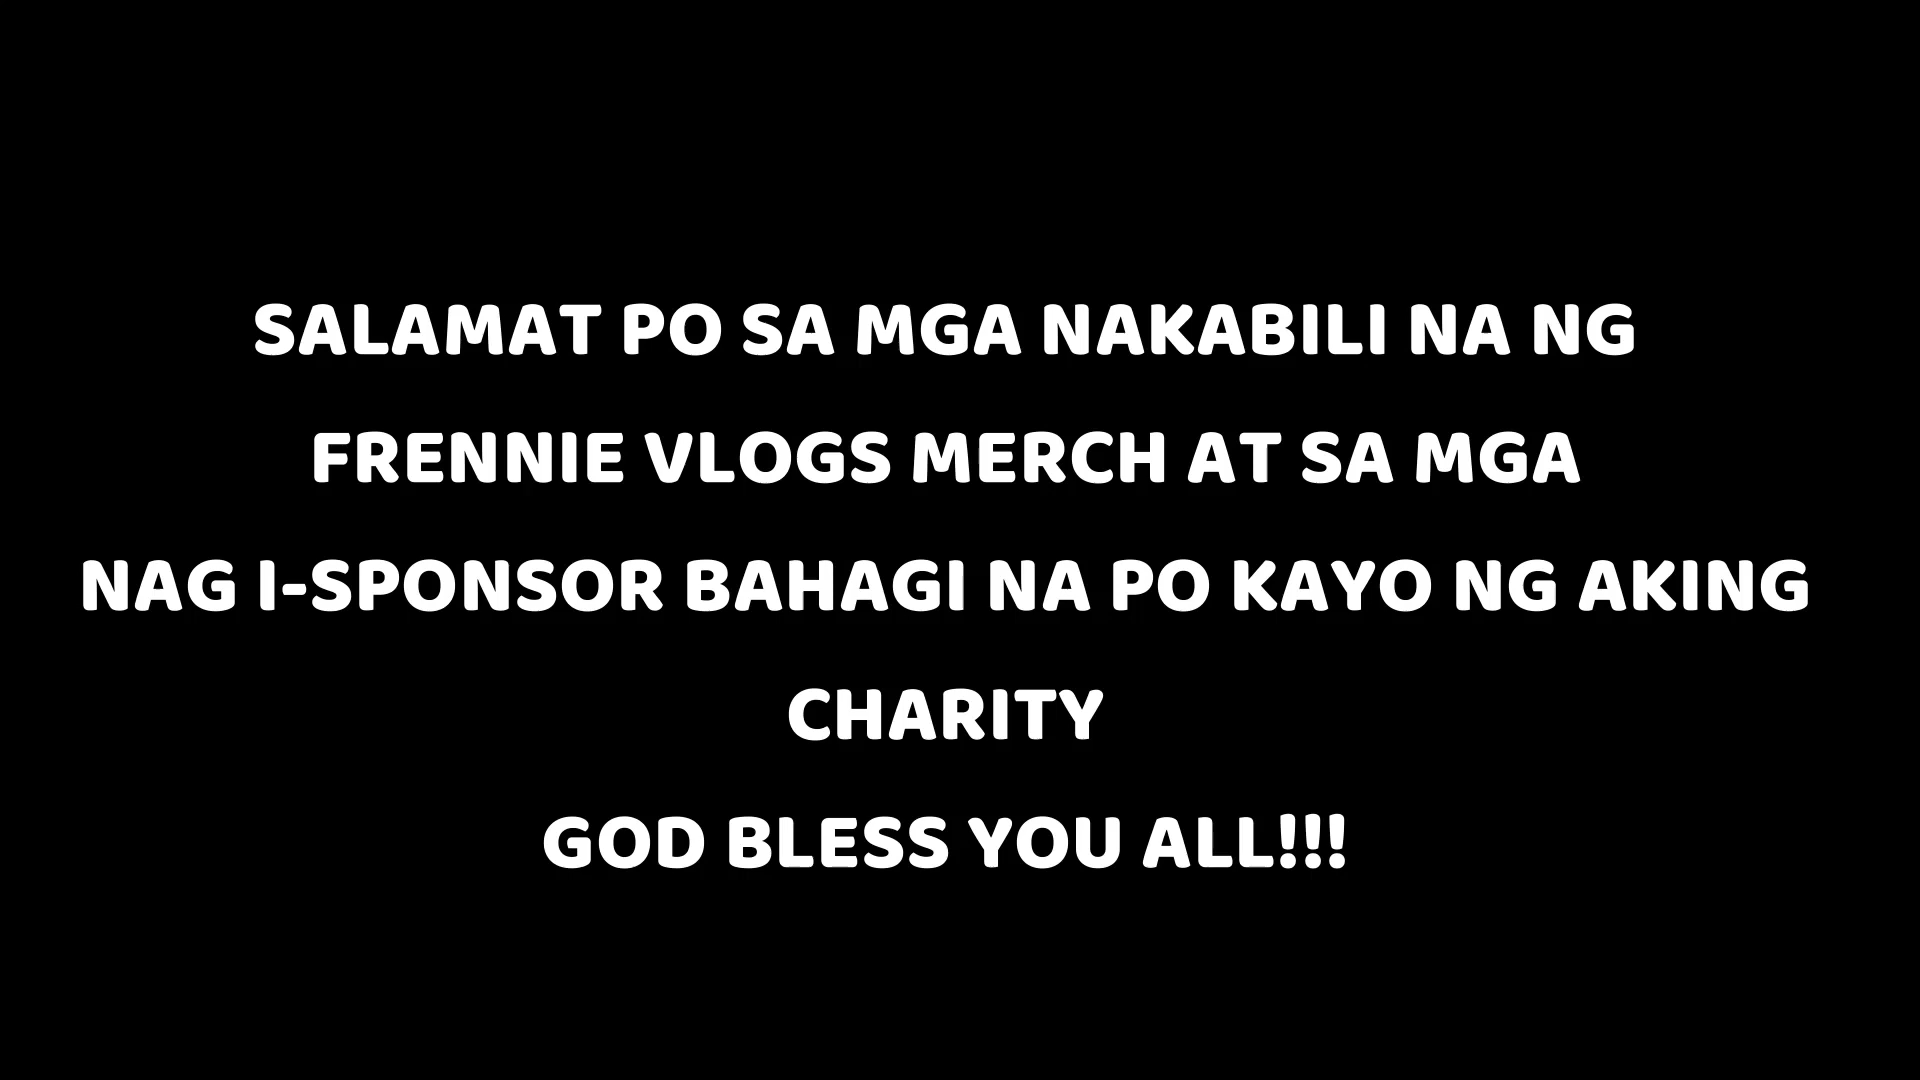 SALAMAT PO SA MGA NAKABILI NA NG
FRENNIE VLOGS MERCH AT SA MGA
NAG I-SPONSOR BAHAGI NA PO KAYO NG AKING
CHARITY
GOD BLESS YOU ALL!!!